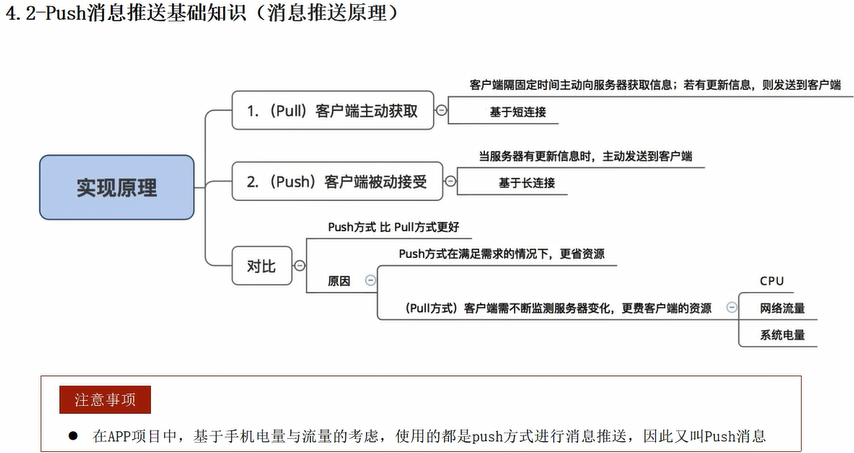 4.2-Push消息推送基础知识（消息推送原理）
实现原理
1.（Pull）客户端主动获取
客户端隔固定时间主动向服务器获取信息；若有更新信息，则发送到客户端
基于短连接
2.（Push）客户端被动接受
当服务器有更新信息时，主动发送到客户端
基于长连接
对比
Push方式 比 Pull方式更好
原因
Push方式在满足需求的情况下，更省资源
（Pull方式）客户端需不断监测服务器变化，更费客户端的资源
CPU
网络流量
系统电量
注意事项
● 在APP项目中，基于手机电量与流量的考虑，使用的都是push方式进行消息推送，因此又叫Push消息